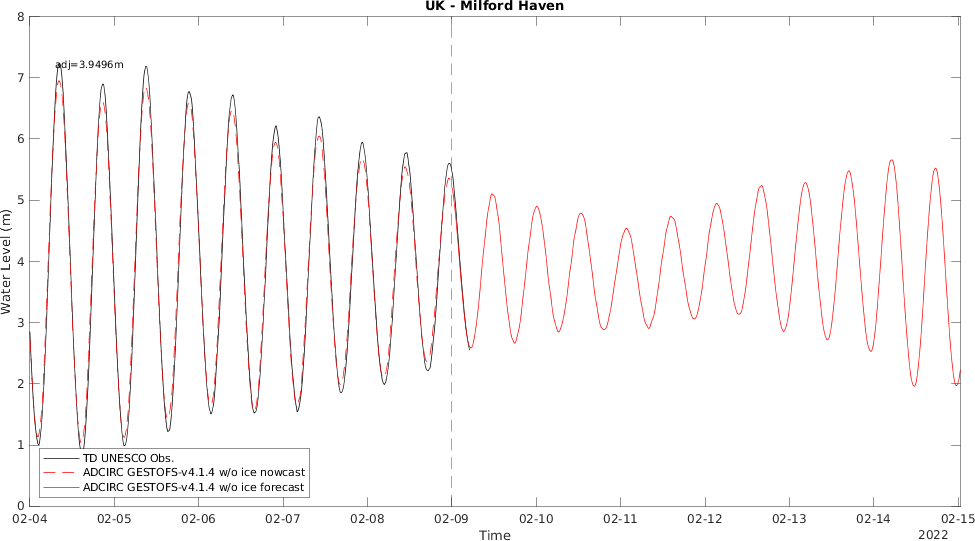 UK - Milford Haven
8
7
6
5
4
3
2
1
0
Water Level (m)
adj=3.9496m
TD UNESCO Obs.
ADCIRC GESTOFS-v4.1.4 w/o ice nowcast
ADCIRC GESTOFS-v4.1.4 w/o ice forecast
02-04 02-05 02-06 02-07 02-08 02-09 02-10 02-11 02-12 02-13 02-14 02-15
Time
2022